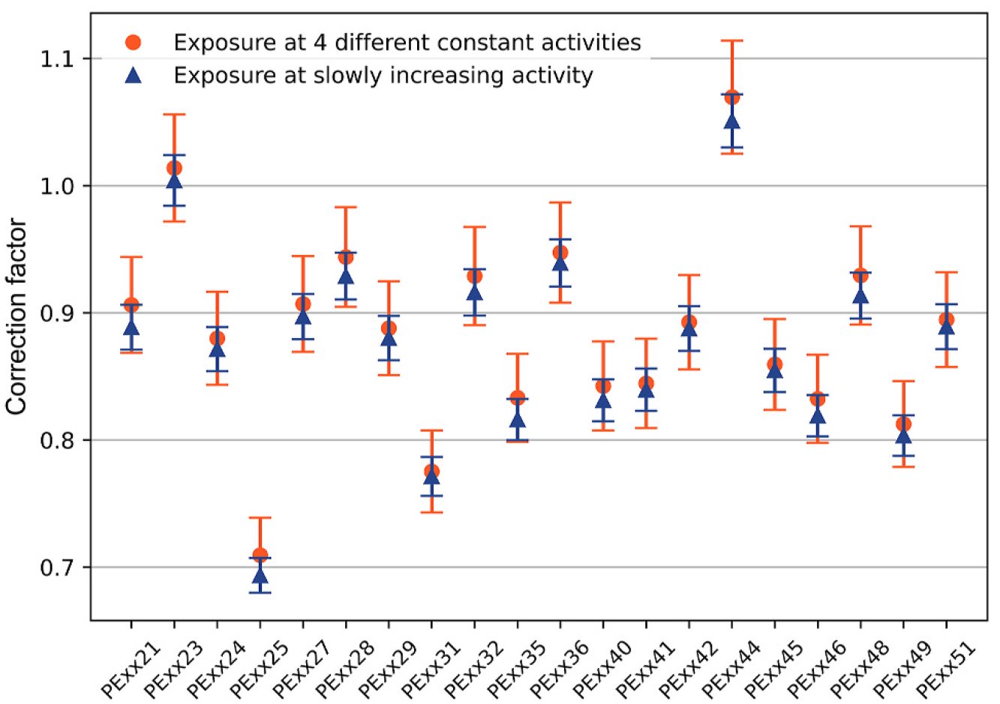 Exposure at 4 different constant activities
Exposure at slowly increasing activity
Correction factor
1.1
1.0
0.9
0.8
0.7
PExx21
PExx23
PExx24
PExx25
PExx27
PExx28
PExx29
PExx31
PExx32
PExx35
PExx36
PExx40
PExx41
PExx42
PExx44
PExx45
PExx46
PExx48
PExx49
PExx51